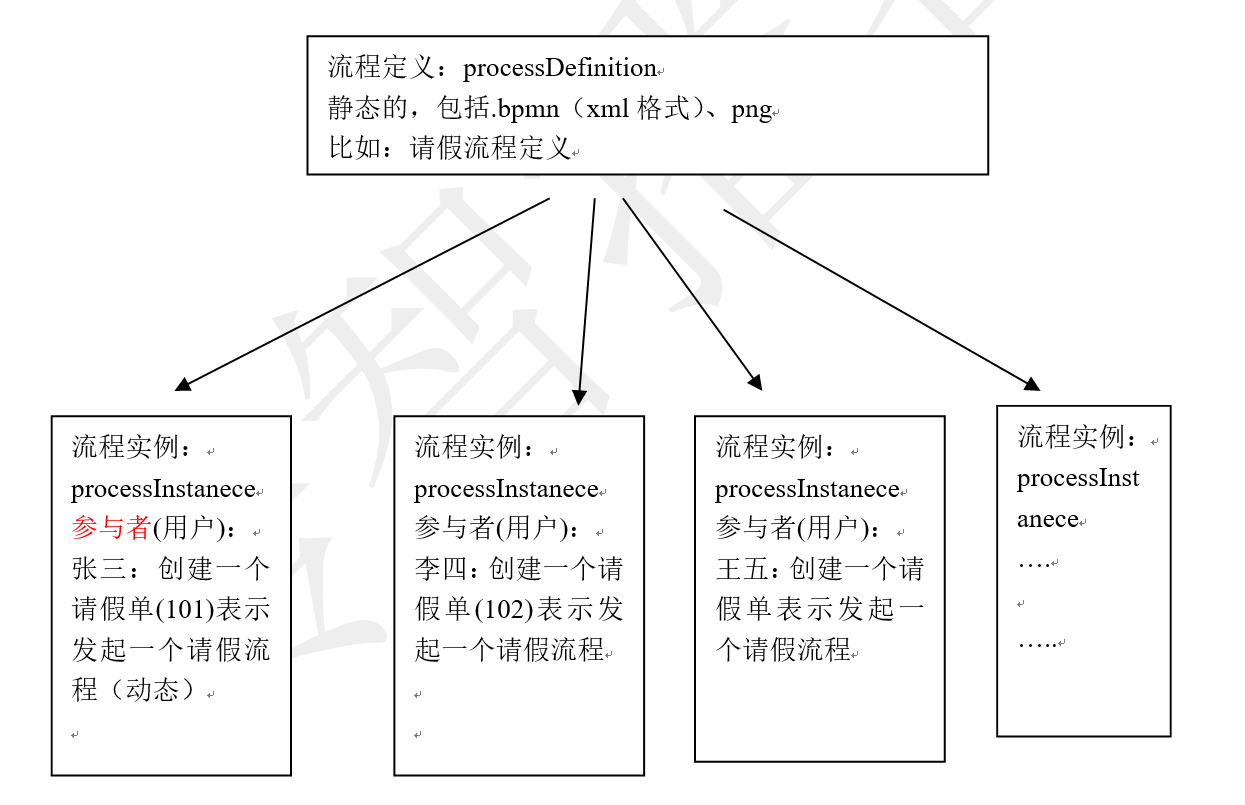 流程定义：processDefinition
静态的，包括.bpmn（xml 格式）、png
比如：请假流程定义
流程实例：
processInstanece
参与者(用户)：
张三：创建一个
请假单(101)表示
发起一个请假流
程（动态）
流程实例：
processInstanece
参与者(用户)：
李四：创建一个请
假单(102)表示发
起一个请假流程
流程实例：
processInstanece
参与者(用户)：
王五：创建一个请
假单表示发起一
个请假流程
流程实例：
processInst
anece
….
…..